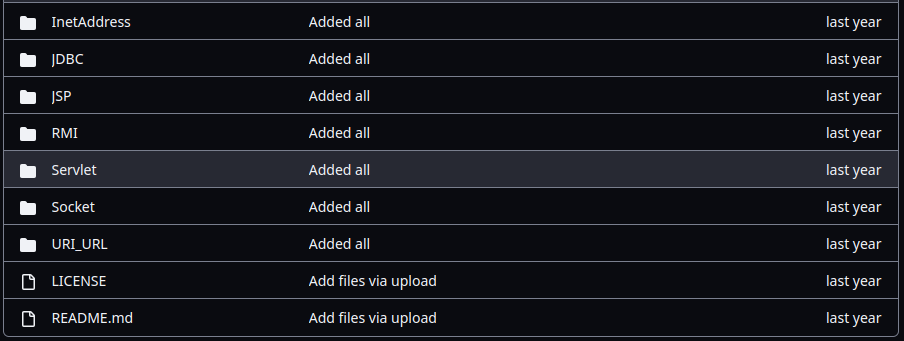 InetAddress Added all last year
JDBC Added all last year
JSP Added all last year
RMI Added all last year
Servlet Added all last year
Socket Added all last year
URI_URL Added all last year
LICENSE Add files via upload last year
README.md Add files via upload last year